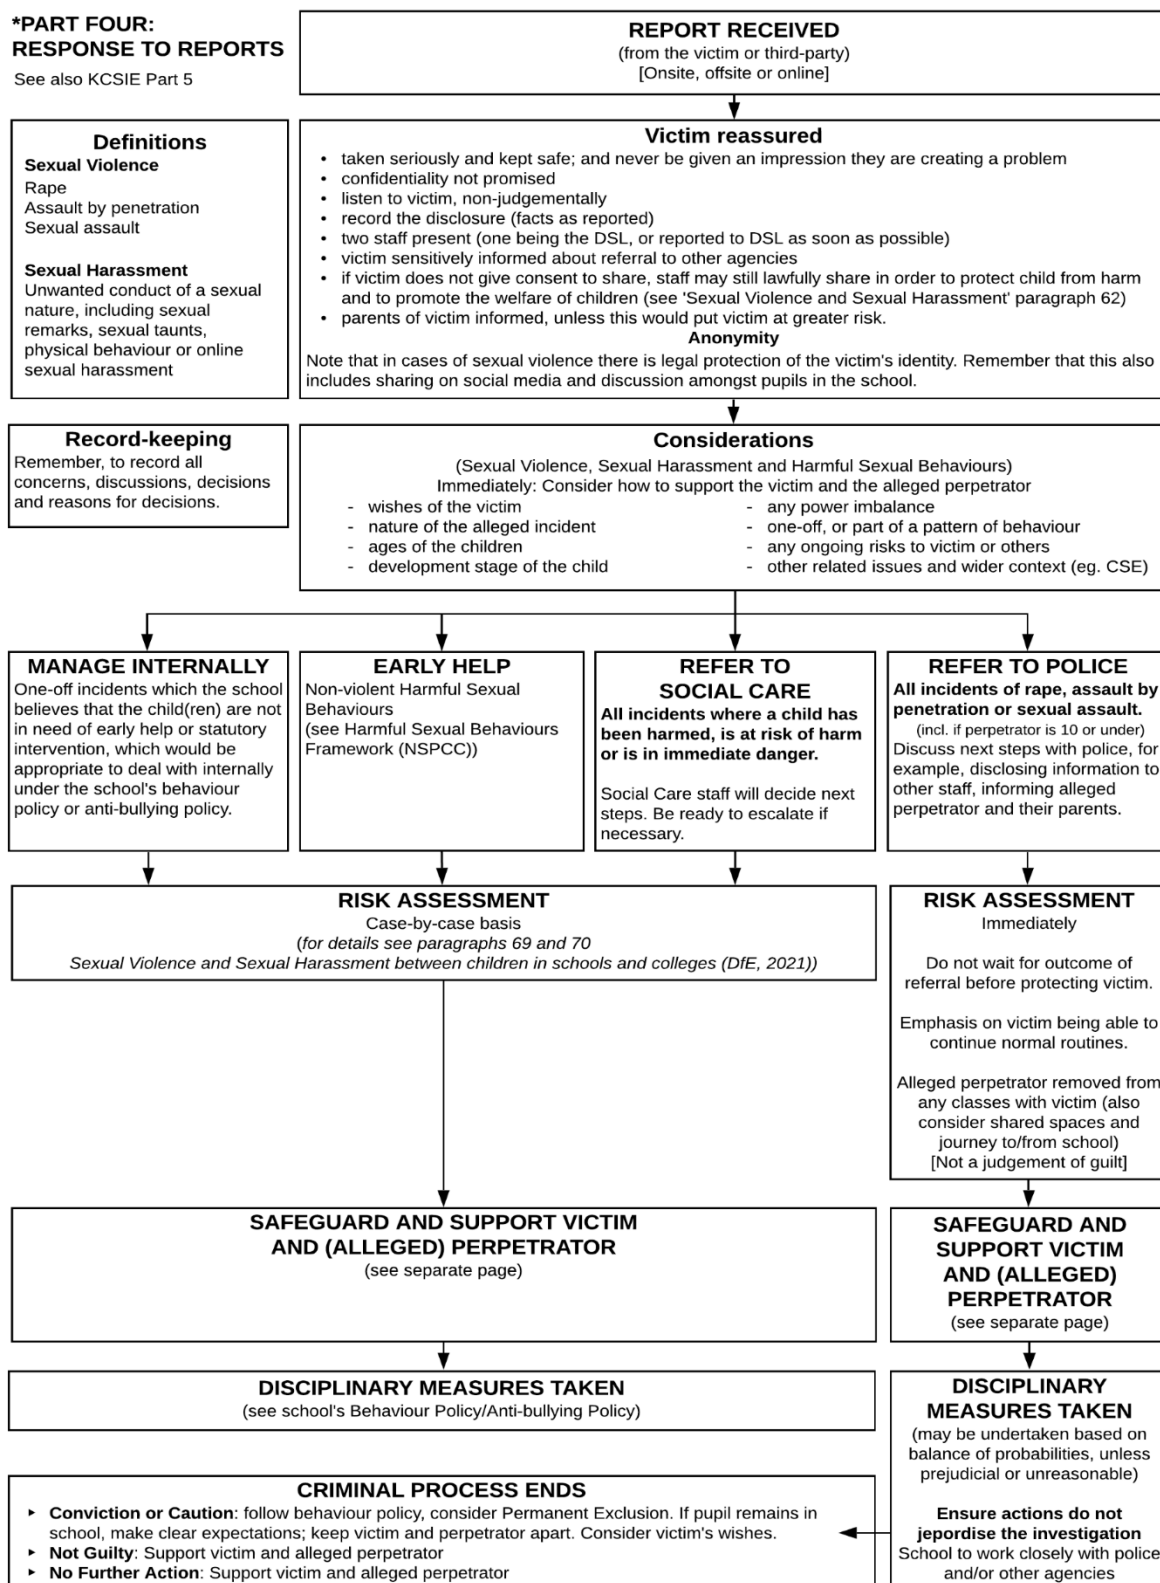 *PART FOUR:
RESPONSE TO REPORTS
See also KCSIE Part 5
REPORT RECEIVED
(from the victim or third-party)
[Onsite, offsite or online]
Definitions
Sexual Violence
Rape
Assault by penetration
Sexual assault
Sexual Harassment
Unwanted conduct of a sexual
nature, including sexual
remarks, sexual taunts,
physical behaviour or online
sexual harassment
Victim reassured
• taken seriously and kept safe; and never be given an impression they are creating a problem
• confidentiality not promised
• listen to victim, non-judgementally
• record the disclosure (facts as reported)
• two staff present (one being the DSL, or reported to DSL as soon as possible)
• victim sensitively informed about referral to other agencies
• if victim does not give consent to share, staff may still lawfully share in order to protect child from harm
and to promote the welfare of children (see 'Sexual Violence and Sexual Harassment' paragraph 62)
• parents of victim informed, unless this would put victim at greater risk.
Anonymity
Note that in cases of sexual violence there is legal protection of the victim's identity. Remember that this also
includes sharing on social media and discussion amongst pupils in the school.
Record-keeping
Remember, to record all
concerns, discussions, decisions
and reasons for decisions.
Considerations
(Sexual Violence, Sexual Harassment and Harmful Sexual Behaviours)
Immediately: Consider how to support the victim and the alleged perpetrator
- wishes of the victim
- nature of the alleged incident
- ages of the children
- development stage of the child
- any power imbalance
- one-off, or part of a pattern of behaviour
- any ongoing risks to victim or others
- other related issues and wider context (eg. CSE)
MANAGE INTERNALLY
One-off incidents which the school
believes that the child(ren) are not
in need of early help or statutory
intervention, which would be
appropriate to deal with internally
under the school's behaviour
policy or anti-bullying policy.
EARLY HELP
Non-violent Harmful Sexual
Behaviours
(see Harmful Sexual Behaviours
Framework (NSPCC))
REFER TO
SOCIAL CARE
All incidents where a child has
been harmed, is at risk of harm
or is in immediate danger.
Social Care staff will decide next
steps. Be ready to escalate if
necessary.
REFER TO POLICE
All incidents of rape, assault by
penetration or sexual assault.
(incl. if perpetrator is 10 or under)
Discuss next steps with police, for
example, disclosing information to
other staff, informing alleged
perpetrator and their parents.
RISK ASSESSMENT
Case-by-case basis
(for details see paragraphs 69 and 70
Sexual Violence and Sexual Harassment between children in schools and colleges (DfE, 2021))
RISK ASSESSMENT
Immediately
Do not wait for outcome of
referral before protecting victim.
Emphasis on victim being able to
continue normal routines.
Alleged perpetrator removed from
any classes with victim (also
consider shared spaces and
journey to/from school)
[Not a judgement of guilt]
SAFEGUARD AND SUPPORT VICTIM
AND (ALLEGED) PERPETRATOR
(see separate page)
SAFEGUARD AND
SUPPORT VICTIM
AND (ALLEGED)
PERPETRATOR
(see separate page)
DISCIPLINARY MEASURES TAKEN
(see school's Behaviour Policy/Anti-bullying Policy)
DISCIPLINARY
MEASURES TAKEN
(may be undertaken based on
balance of probabilities, unless
prejudicial or unreasonable)
Ensure actions do not
jepordise the investigation
School to work closely with police
and/or other agencies
CRIMINAL PROCESS ENDS
▸ Conviction or Caution: follow behaviour policy, consider Permanent Exclusion. If pupil remains in
school, make clear expectations; keep victim and perpetrator apart. Consider victim's wishes.
▸ Not Guilty: Support victim and alleged perpetrator
▸ No Further Action: Support victim and alleged perpetrator